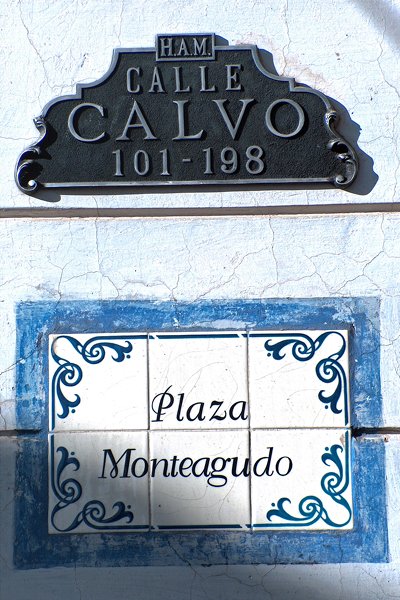 H.A.M.
CALLE
CALVO
101-198
Plaza
Monteagudo